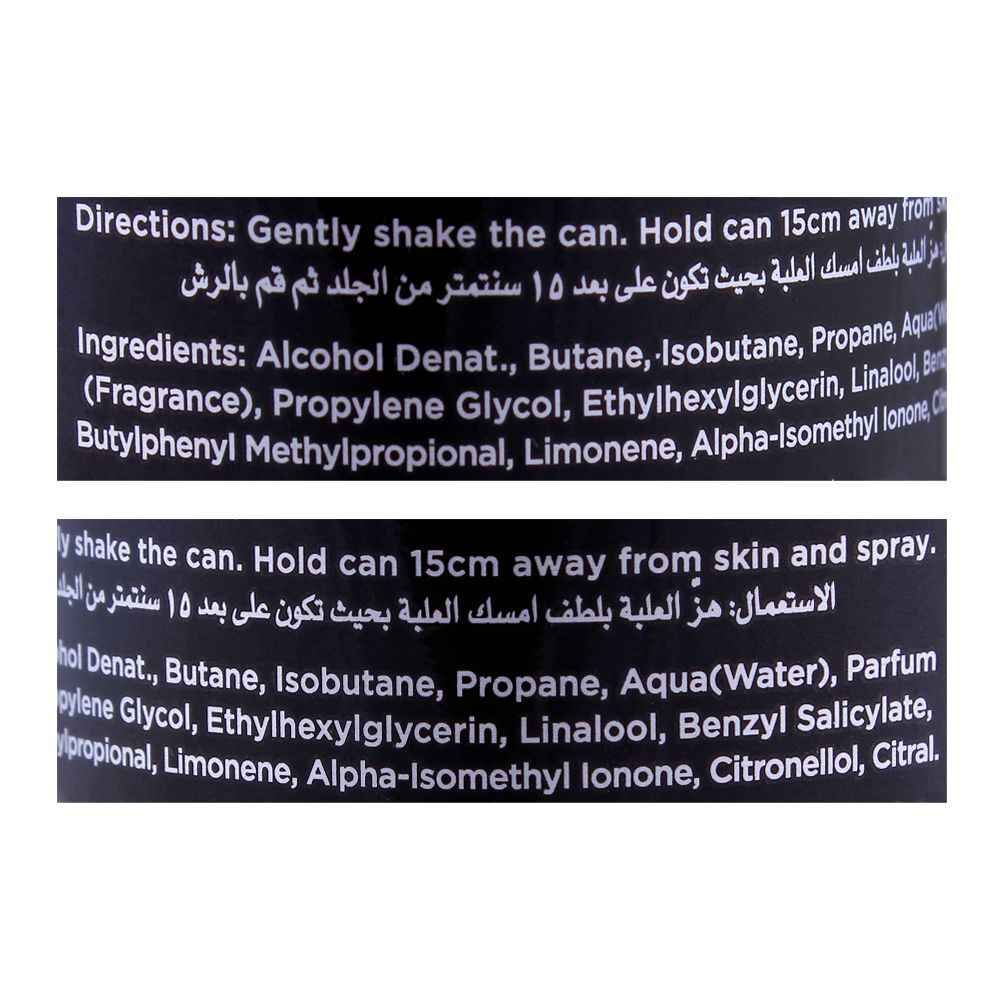 Directions: Gently shake the can. Hold can 15cm away from
هزّ العلبة بلطف امسك العلبة بحيث تكون على بعد ١٥ سنتمتر من الجلد ثم قم بالرش
Ingredients: Alcohol Denat., Butane, Isobutane, Propane,
(Fragrance), Propylene Glycol, Ethylhexylglycerin, Linalool,
Butylphenyl Methylpropional, Limonene, Alpha-Isomethyl Ionone,
shake the can. Hold can 15cm away from skin and spray.
الاستعمال: هزّ العلبة بلطف امسك العلبة بحيث تكون على بعد ١٥ سنتمتر من الجلد
Denat., Butane, Isobutane, Propane, Aqua(Water), Parfum
Glycol, Ethylhexylglycerin, Linalool, Benzyl Salicylate,
Limonene, Alpha-Isomethyl Ionone, Citronellol, Citral.